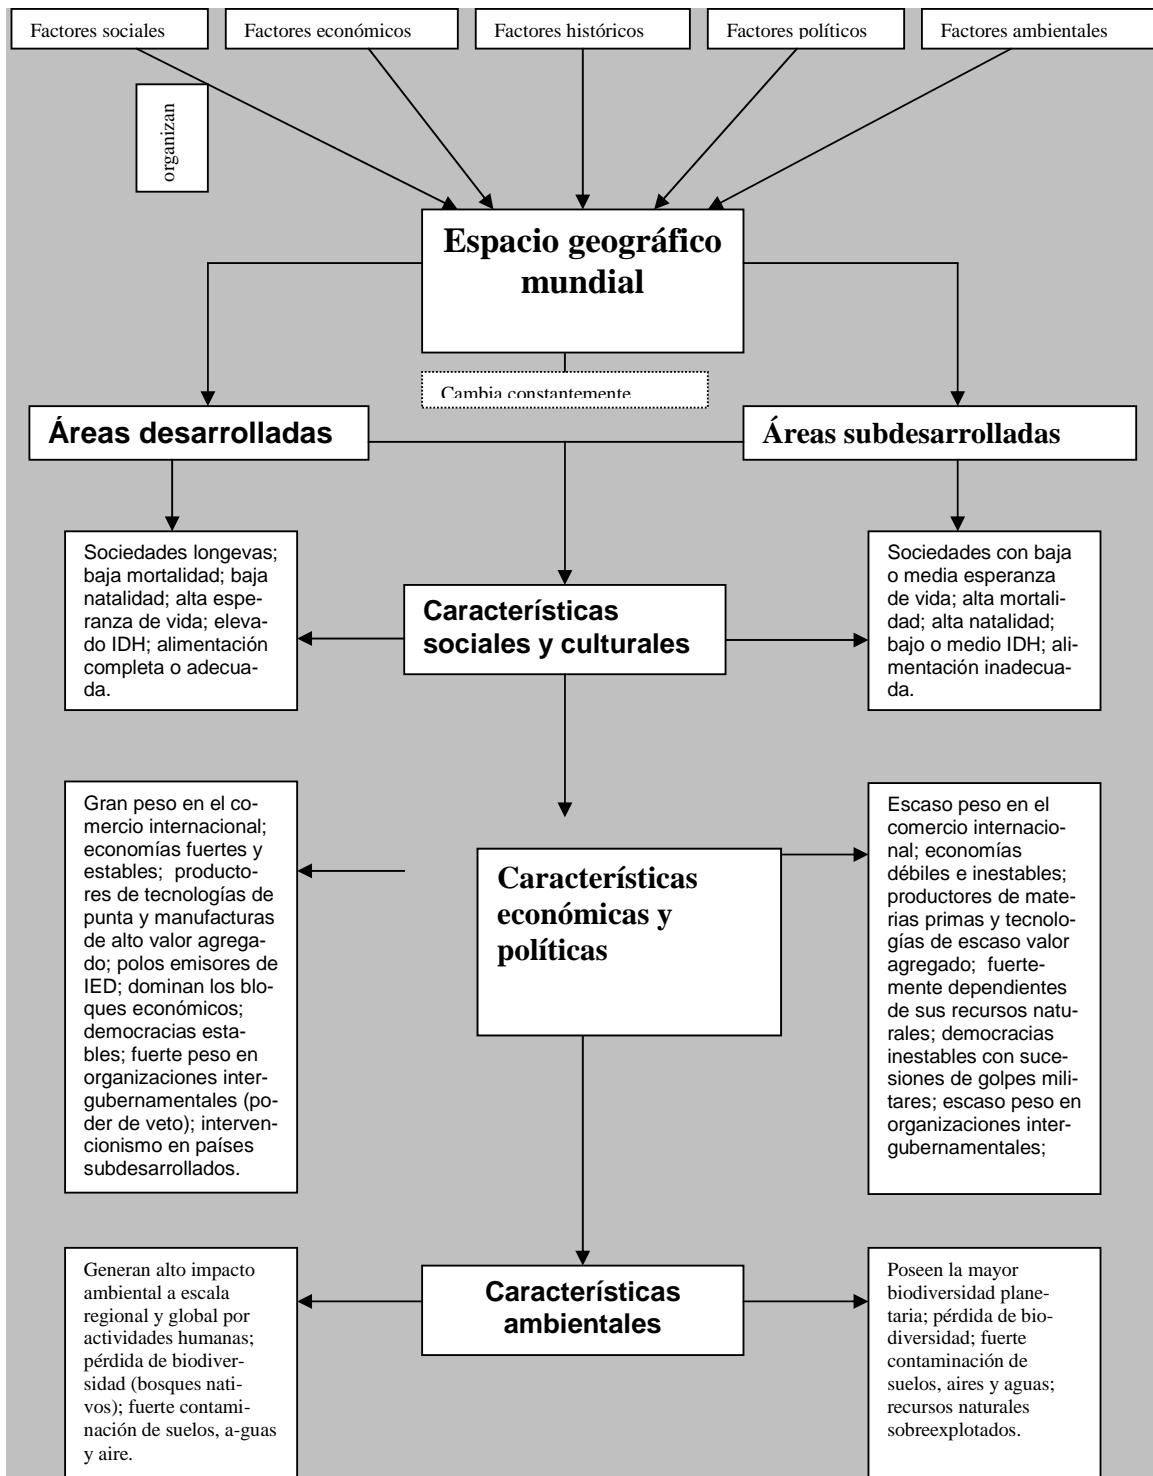 Factores sociales
Factores económicos
Factores históricos
Factores políticos
Factores ambientales
organizan
Espacio geográfico
mundial
Cambia constantemente
Áreas desarrolladas
Áreas subdesarrolladas
Sociedades longevas;
baja mortalidad; baja
natalidad; alta espe-
ranza de vida; eleva-
do IDH; alimentación
completa o adecua-
da.
Características
sociales y culturales
Sociedades con baja
o media esperanza
de vida; alta mortali-
dad; alta natalidad;
bajo o medio IDH; ali-
mentación inadecua-
da.
Gran peso en el co-
mercio internacional;
economías fuertes y
estables; producto-
res de tecnologías de
punta y manufacturas
de alto valor agrega-
do; polos emisores de
IED; dominan los blo-
ques económicos;
democracias esta-
bles; fuerte peso en
organizaciones inter-
gubernamentales (po-
der de veto); interven-
cionismo en países
subdesarrollados.
Características
económicas y
políticas
Escaso peso en el
comercio internacio-
nal; economías
débiles e inestables;
productores de mate-
rias primas y tecnolo-
gías de escaso valor
agregado; fuerte-
mente dependientes
de sus recursos natu-
rales; democracias
inestables con suce-
siones de golpes mili-
tares; escaso peso en
organizaciones inter-
gubernamentales;
Generan alto impacto
ambiental a escala
regional y global por
actividades humanas;
pérdida de biodiver-
sidad (bosques nati-
vos); fuerte contami-
nación de suelos, a-guas
y aire.
Características
ambientales
Poseen la mayor
biodiversidad plane-
taria; pérdida de bio-
diversidad; fuerte
contaminación de
suelos, aires y aguas;
recursos naturales
sobreexplotados.